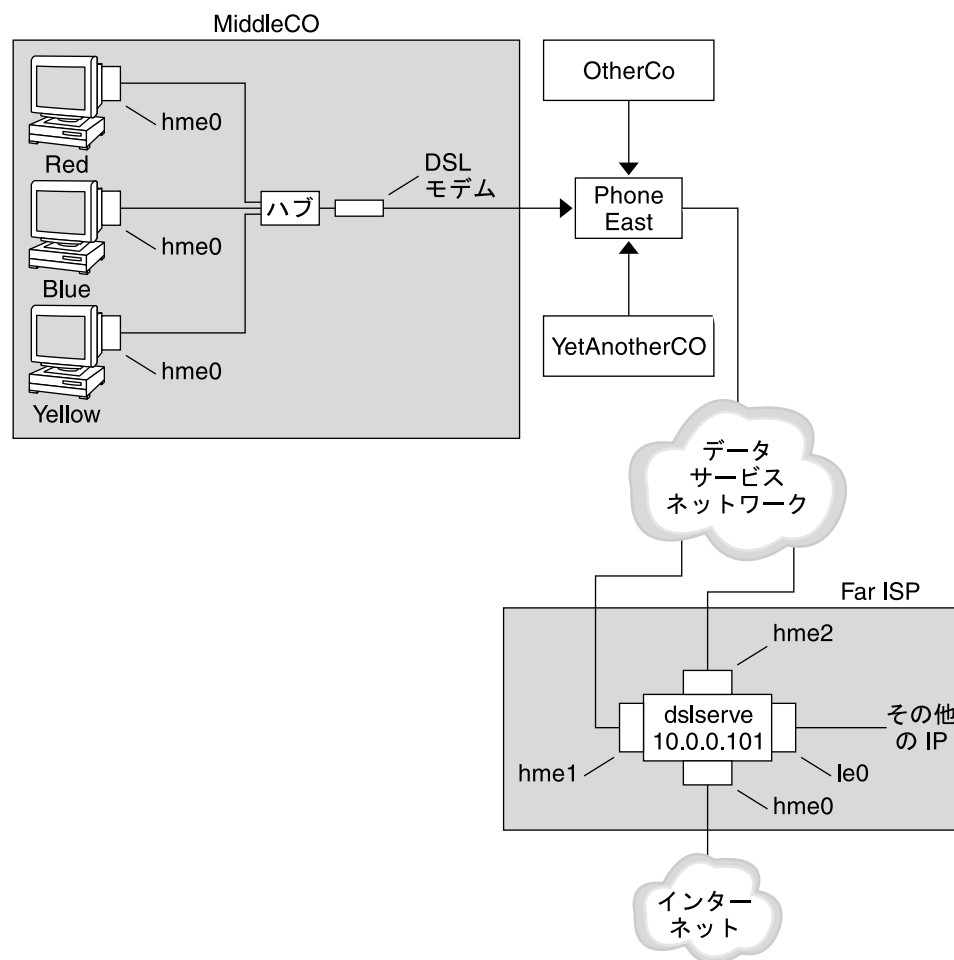 MiddleCO
hme0
Red
hme0
Blue
hme0
Yellow
ハブ
DSL
モデム
OtherCo
Phone
East
YetAnotherCO
データ
サービス
ネットワーク
Far ISP
hme2
dslserve
10.0.0.101
その他
の IP
hme1
le0
hme0
インター
ネット